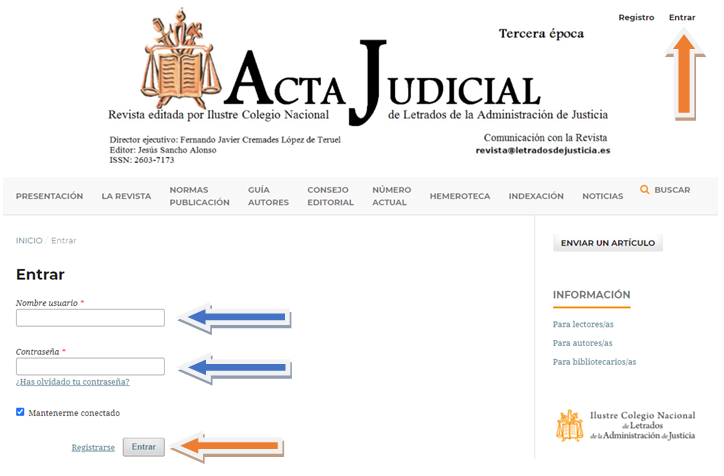 Registro Entrar
Tercera época
ACTA JUDICIAL
Revista editada por Ilustre Colegio Nacional de Letrados de la Administración de Justicia
Director ejecutivo: Fernando Javier Cremades López de Teruel
Editor: Jesús Sancho Alonso
ISSN: 2603-7173
Comunicación con la Revista
revista@letradosdejusticia.es
PRESENTACIÓN
LA REVISTA
NORMAS
PUBLICACIÓN
GUÍA
AUTORES
CONSEJO
EDITORIAL
NÚMERO
ACTUAL
HEMEROTECA
INDEXACIÓN
NOTICIAS
BUSCAR
INICIO / Entrar
Entrar
Nombre usuario *
Contraseña *
¿Has olvidado tu contraseña?
Mantenerme conectado
Registrarse Entrar
ENVIAR UN ARTÍCULO
INFORMACIÓN
Para lectores/as
Para autores/as
Para bibliotecarios/as
Ilustre Colegio Nacional
de Letrados
de la Administración de Justicia